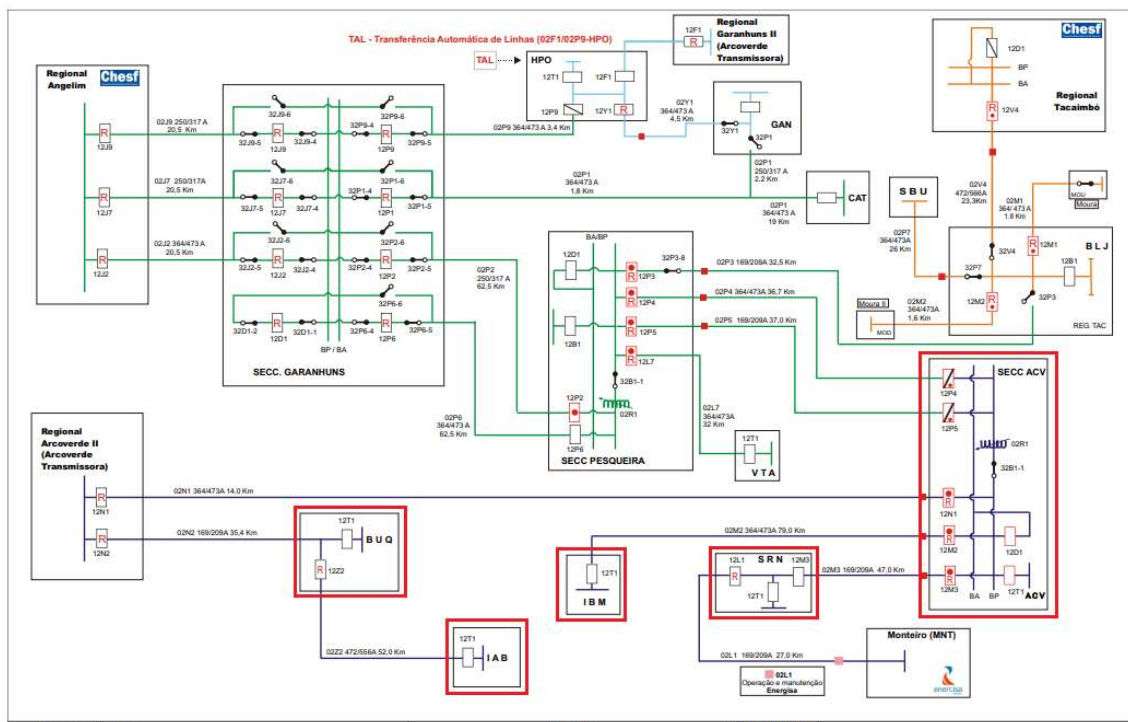 TAL - Transferência Automática de Linhas (02F1/02P9-HPO)
TAL
HPO
12T1
12F1
12P9
12Y1
12F1
Regional
Garanhuns II
(Arcoverde
Transmissora)
02Y1
364/473 A
4,5 Km
32Y1
32P1
GAN
Chesf
12D1
BP
BA
Regional
Tacaimbó
12V4
Regional
Angelim
Chesf
12J9
12J7
12J2
R
02J9 250/317 A
20,5 Km
02J7 250/317A
20,5 Km
02J2 364/473 A
20,5 Km
32J9-6
32P9-6
32J9-5
32J9-4
12J9
32P9-4
12P9
32P9-5
32J7-6
32P1-6
32J7-5
32J7-4
12J7
32P1-4
12P1
32P1-5
32J2-6
32J2-5
32J2-4
12J2
32P2-4
12P2
32P2-5
32P6-6
32D1-2
32D1-1
12D1
32P6-4
12P6
32P6-5
BP / BA
SECC. GARANHUNS
02P9 364/473 A 3,4 Km
02P1
364/473 A
1,8 Km
02P1
250/317 A
2,2 Km
02P1
364/473 A
19 Km
CAT
02P2
250/317 A
62,5 Km
02P6
364/473 A
62,5 Km
BA/BP
12D1
12B1
12P3
32P3-8
12P4
12P5
12L7
32B1-1
02R1
12P2
12P6
SECC PESQUEIRA
02P3 169/209A 32,5 Km
02P4 364/473A 36,7 Km
02P5 169/209A 37,0 Km
02L7
364/473A
32 Km
12T1
V T A
S B U
02P7
364/473A
26 Km
02V4
472/566A
23,3Km
02M1
364/ 473 A
1.8 Km
MOU
Moura
12M1
B L J
32V4
32P7
12B1
12M2
32P3
REG. TAC
02M2
364/473A
1,6 Km
Moura II
MOD
SECC ACV
12P4
12P5
02R1
32B1-1
12N1
12M2
12D1
12M3
BA
BP
12T1
ACV
Regional
Arcoverde II
(Arcoverde
Transmissora)
12N1
12N2
02N1 364/473A 14.0 Km
02N2 169/209A 35,4 Km
12T1
B U Q
12Z2
02Z2 472/556A 52,0 Km
12T1
I A B
02M2 364/473A 79,0 Km
12T1
I B M
12L1
S R N
12M3
12T1
02M3 169/209A 47,0 Km
02L1 169/209A 27,0 Km
02L1
Operação e manutenção
Energisa
Monteiro (MNT)
energisa